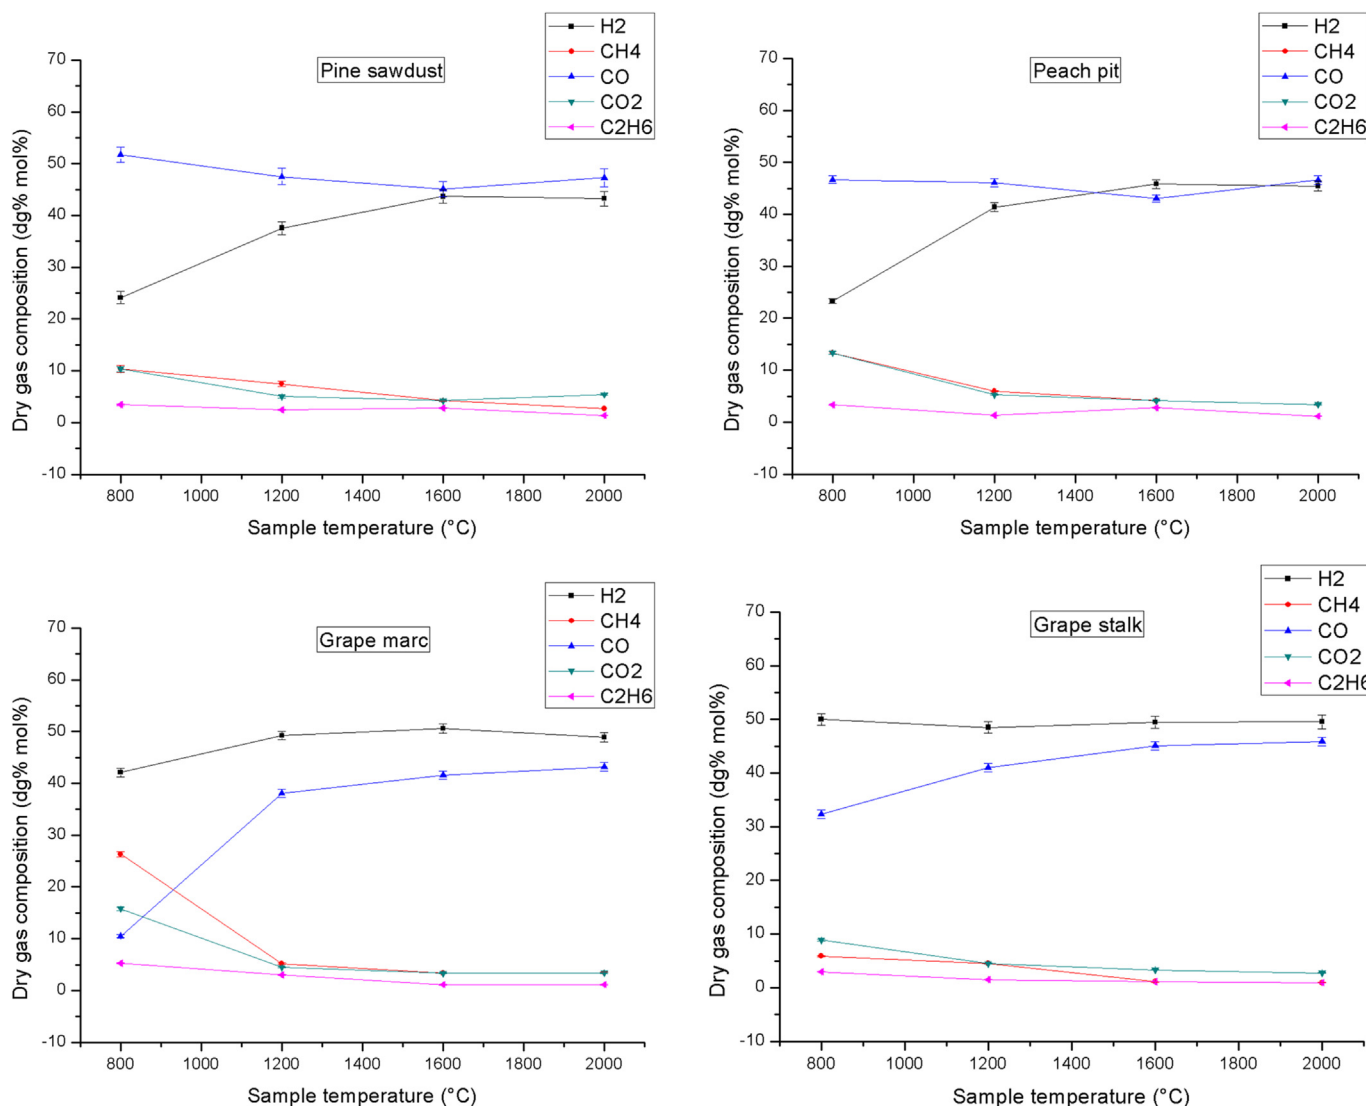 H2
CH4
CO
CO2
C2H6
Pine sawdust
70
60
50
40
30
20
10
0
-10
Dry gas composition (dg% mol%)
800 1000 1200 1400 1600 1800 2000
Sample temperature (°C)
H2
CH4
CO
CO2
C2H6
Peach pit
70
60
50
40
30
20
10
0
-10
Dry gas composition (dg% mol%)
800 1000 1200 1400 1600 1800 2000
Sample temperature (°C)
H2
CH4
CO
CO2
C2H6
Grape marc
70
60
50
40
30
20
10
0
-10
Dry gas composition (dg% mol%)
800 1000 1200 1400 1600 1800 2000
Sample temperature (°C)
H2
CH4
CO
CO2
C2H6
Grape stalk
70
60
50
40
30
20
10
0
-10
Dry gas composition (dg% mol%)
800 1000 1200 1400 1600 1800 2000
Sample temperature (°C)